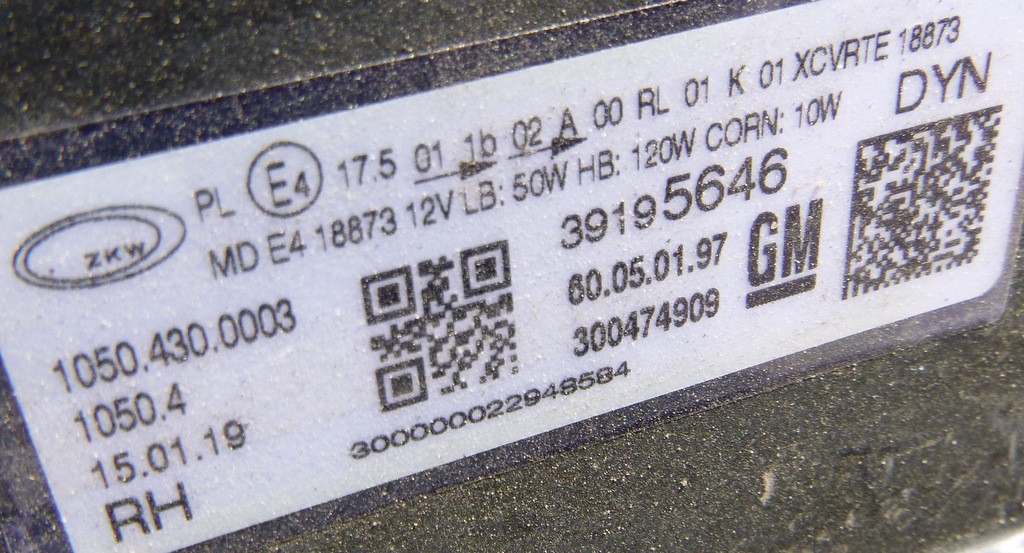 ZKW
PL E4 17.5 01 1b 02 A 00 RL 01 K 01 XCVRTE 18873
MD E4 18873 12V LB: 50W HB: 120W CORN: 10W
DYN
39195646
60.05.01.97
300474909
GM
1050.430.0003
1050.4
15.01.19
RH
300000022948584